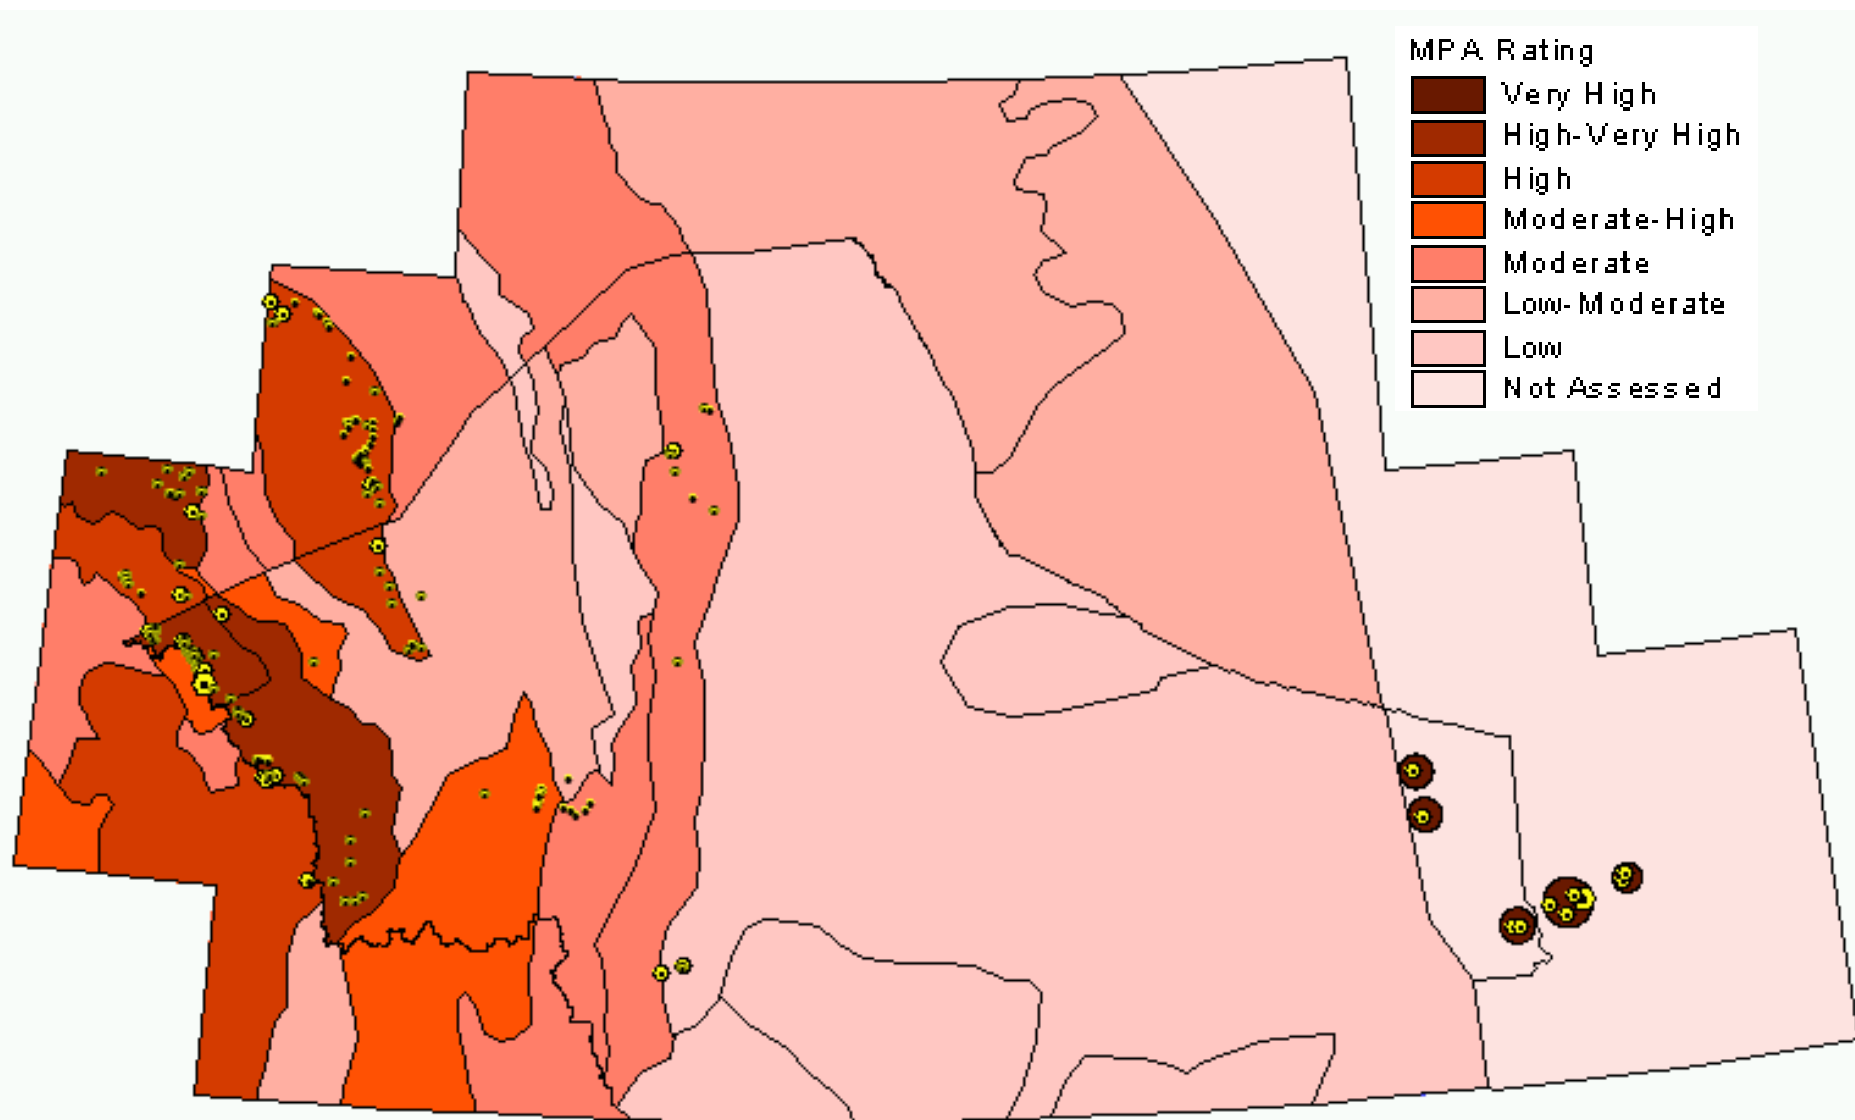 MPA Rating
Very High
High-Very High
High
Moderate-High
Moderate
Low-Moderate
Low
Not Assessed